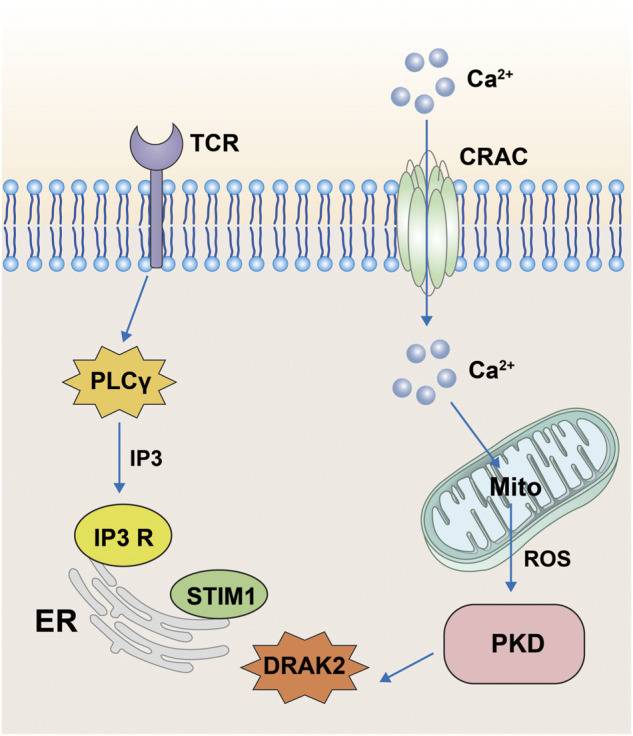 Ca²⁺
TCR
CRAC
PLCγ
Ca²⁺
IP3
Mito
IP3 R
ROS
STIM1
ER
PKD
DRAK2